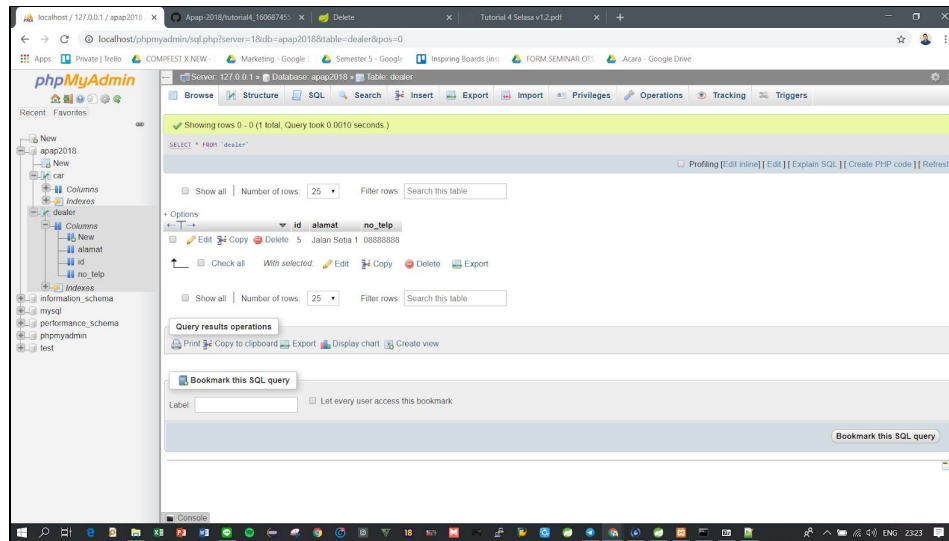 localhost / 127.0.0.1 / apap2018
Apap-2018/tutorial4_160687455
Delete
Tutorial 4 Selasa v1.2.pdf
localhost/phpmyadmin/sql.php?server=1&db=apap2018&table=dealer&pos=0
Apps
Private | Trello
COMPFEST X NEW -
Marketing - Google
Semester 5 - Google
Inspiring Boards (ins
FORM SEMINAR OTS
.Acara - Google Drive
phpMyAdmin
Recent Favorites
New
apap2018
New
car
Columns
Indexes
dealer
Columns
New
alamat
id
no_telp
Indexes
information_schema
mysql
performance_schema
phpmyadmin
test
Server: 127.0.0.1 » Database: apap2018 » Table: dealer
Browse Structure SQL Search Insert Export Import Privileges Operations Tracking Triggers
Showing rows 0 - 0 (1 total, Query took 0.0010 seconds.)
SELECT * FROM `dealer`
Profiling [Edit inline] [ Edit ] [ Explain SQL ] [ Create PHP code ] [ Refresh
Show all | Number of rows: 25 Filter rows: Search this table
+ Options
id alamat no_telp
Edit Copy Delete 5 Jalan Setia 1 08888888
Check all With selected: Edit Copy Delete Export
Show all | Number of rows: 25 Filter rows: Search this table
Query results operations
Print Copy to clipboard Export Display chart Create view
Bookmark this SQL query
Label: Let every user access this bookmark
Bookmark this SQL query
Console
ENG 23:23